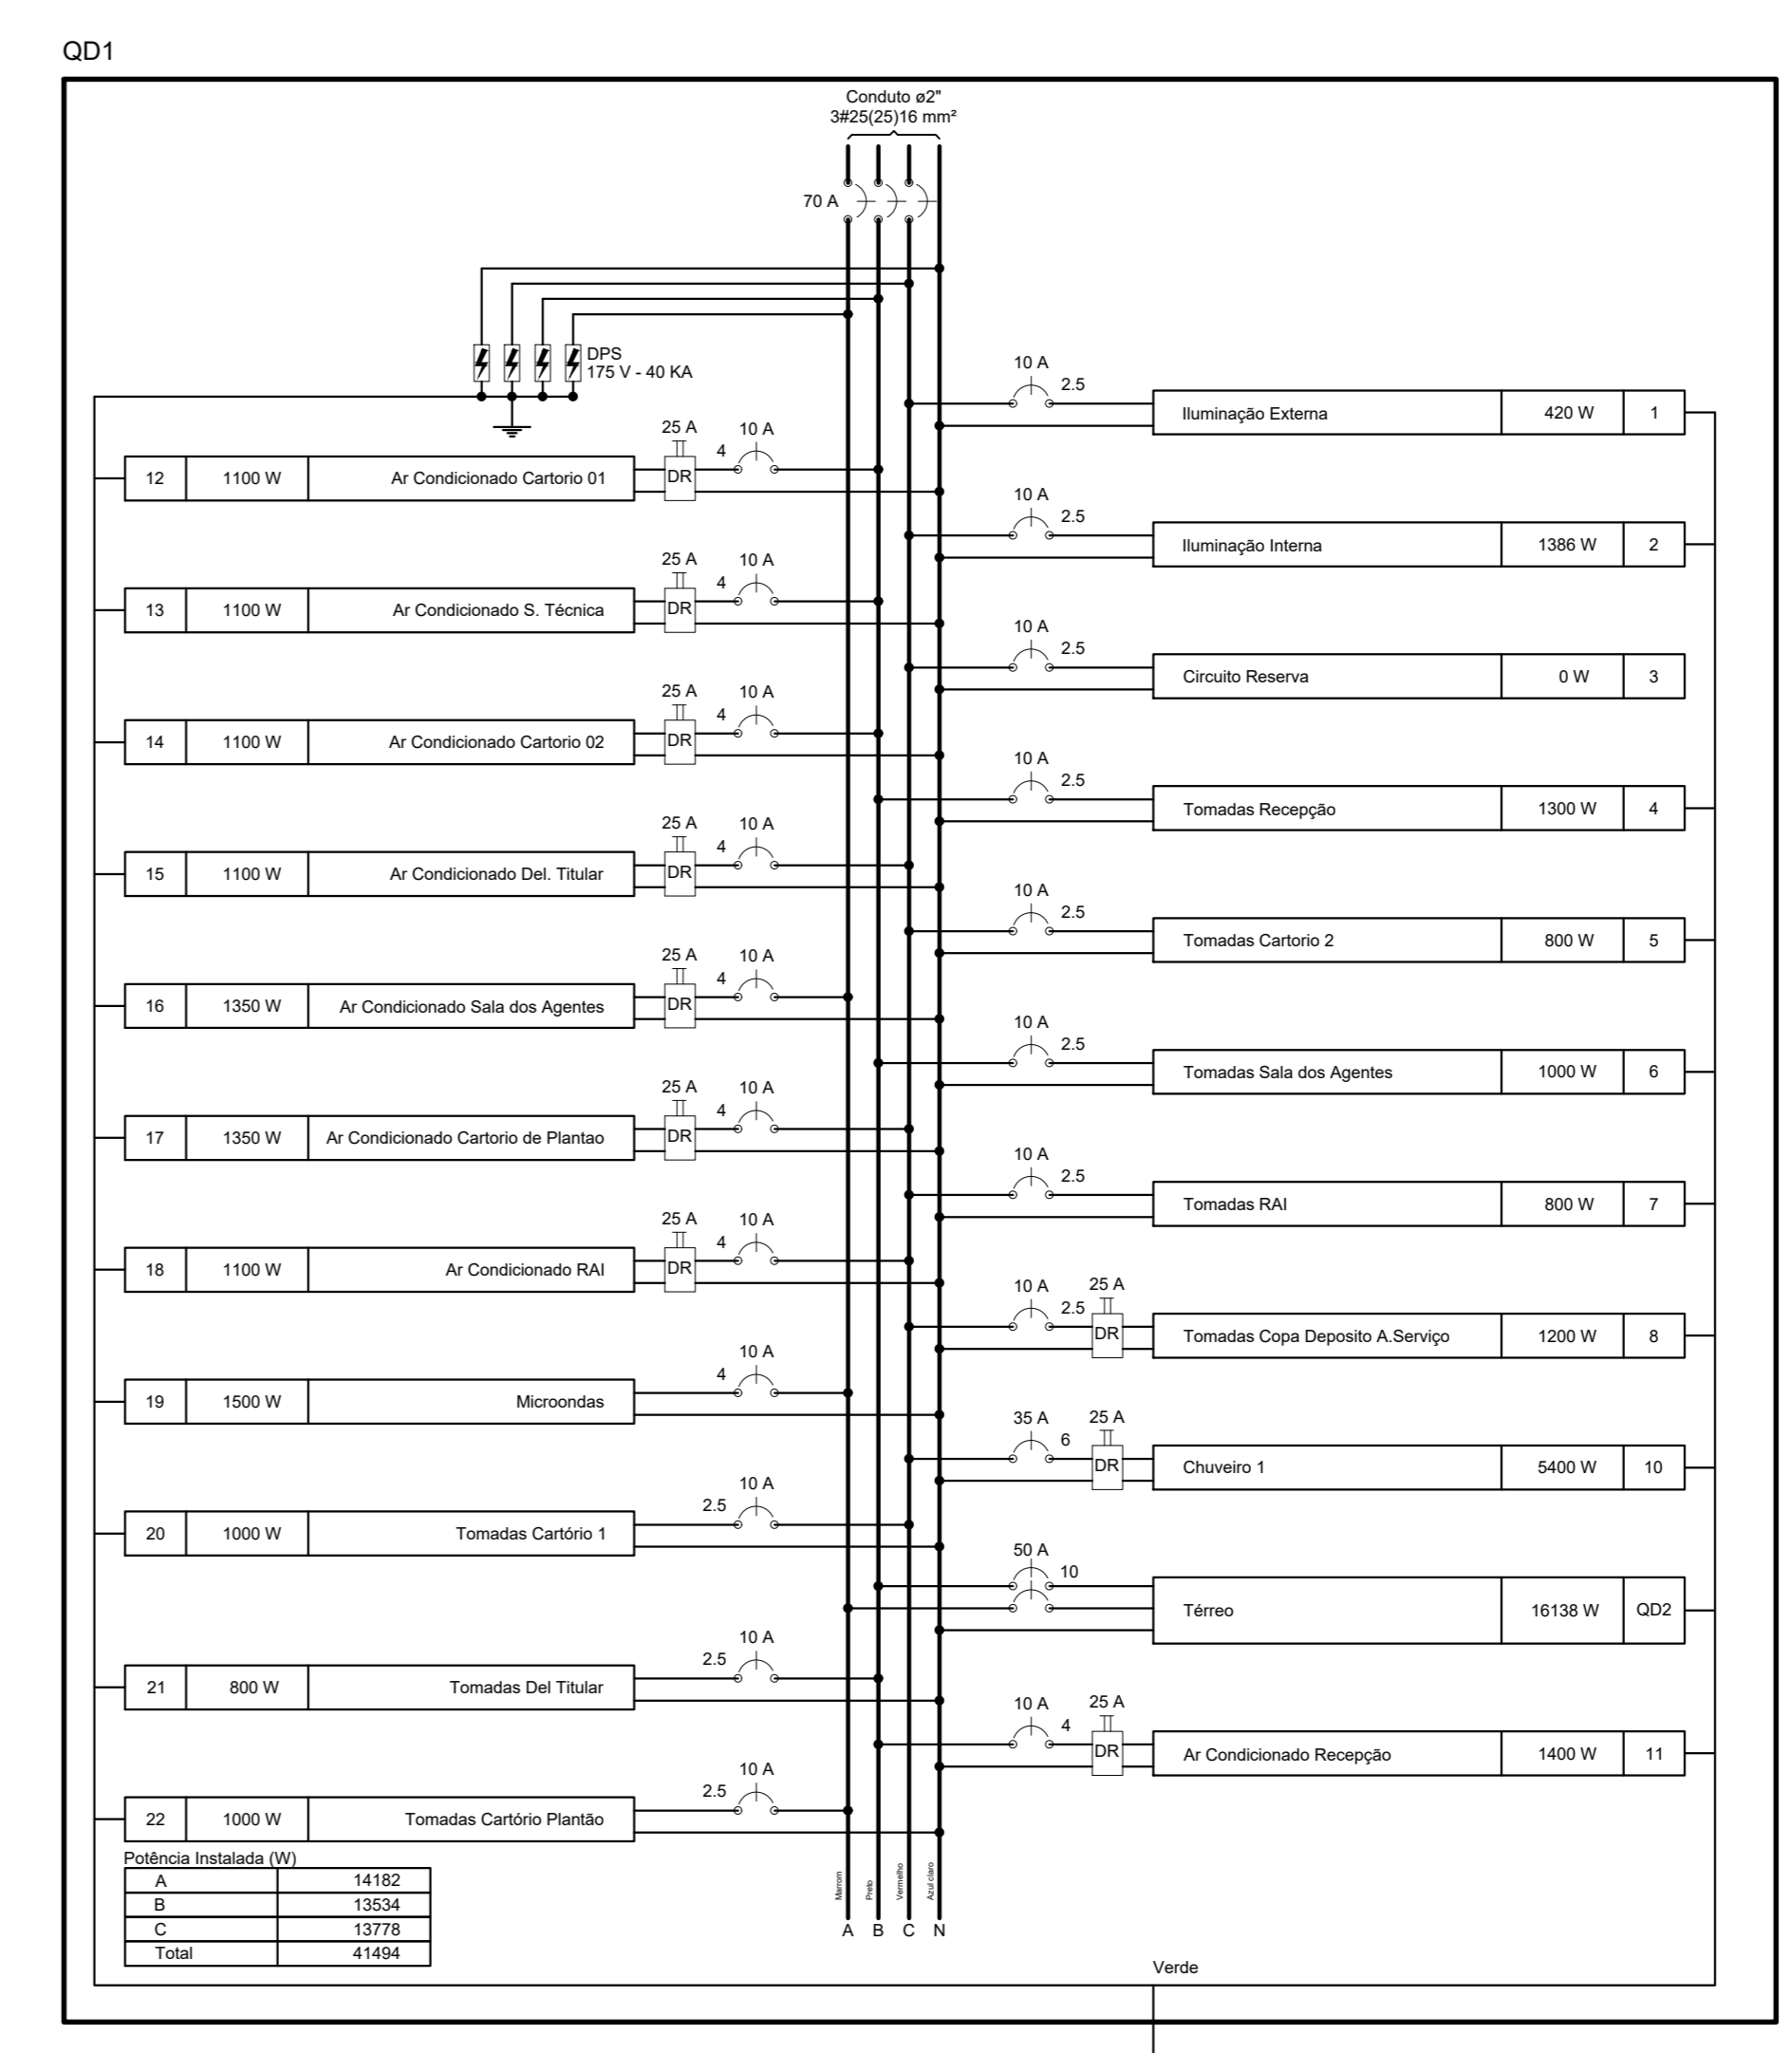 QD1
Conduto ø2"
3#25(25)16 mm²
70 A
DPS
175 V - 40 KA
10 A
2.5
Iluminação Externa 420 W 1
25 A 10 A
4
12 1100 W Ar Condicionado Cartorio 01 DR
10 A
2.5
Iluminação Interna 1386 W 2
25 A 10 A
4
13 1100 W Ar Condicionado S. Técnica DR
10 A
2.5
Circuito Reserva 0 W 3
25 A 10 A
4
14 1100 W Ar Condicionado Cartorio 02 DR
10 A
2.5
Tomadas Recepção 1300 W 4
25 A 10 A
4
15 1100 W Ar Condicionado Del. Titular DR
10 A
2.5
Tomadas Cartorio 2 800 W 5
25 A 10 A
4
16 1350 W Ar Condicionado Sala dos Agentes DR
10 A
2.5
Tomadas Sala dos Agentes 1000 W 6
25 A 10 A
4
17 1350 W Ar Condicionado Cartorio de Plantao DR
10 A
2.5
Tomadas RAI 800 W 7
25 A 10 A
4
18 1100 W Ar Condicionado RAI DR
10 A 25 A
2.5
DR Tomadas Copa Deposito A.Serviço 1200 W 8
10 A
4
19 1500 W Microondas
35 A 25 A
6
DR Chuveiro 1 5400 W 10
10 A
2.5
20 1000 W Tomadas Cartório 1
50 A
10
Térreo 16138 W QD2
10 A
2.5
21 800 W Tomadas Del Titular
10 A 25 A
4
DR Ar Condicionado Recepção 1400 W 11
10 A
2.5
22 1000 W Tomadas Cartório Plantão
Potência Instalada (W)
A 14182
B 13534
C 13778
Total 41494
Marrom
Preto
Vermelho
Azul claro
A B C N
Verde